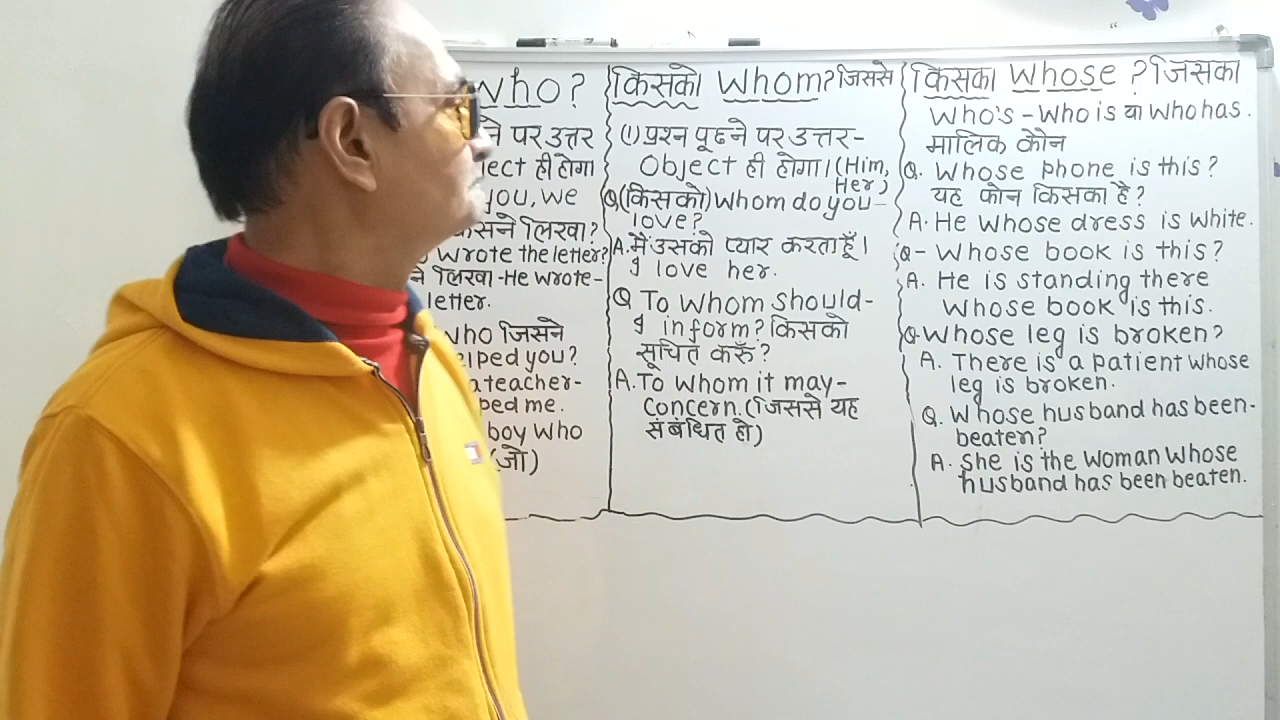 Who?
पर उत्तर
ही होगा
you, we
लिखा?
wrote the letter?
लिखा - He wrote-
letter.
Who जिसने
you?
teacher-
me.
boy who
(जो)
किसको Whom? जिससे
(1) प्रश्न पूछने पर उत्तर-
Object ही होगा। (Him,
Her)
Q(किसको) Whom do you-
love?
A. मैं उसको प्यार करता हूँ।
I love her.
Q To whom should-
I inform? किसको
सूचित करूँ?
A. To whom it may-
concern. (जिससे यह
संबंधित हो)
किसका Whose? जिसका
Who's - Who is या Who has.
मालिक कौन
Q. Whose phone is this?
यह फोन किसका है?
A. He whose dress is white.
Q- Whose book is this?
A. He is standing there
whose book is this.
Q. Whose leg is broken?
A. There is a patient whose
leg is broken.
Q. Whose husband has been-
beaten?
A. She is the woman whose
husband has been beaten.